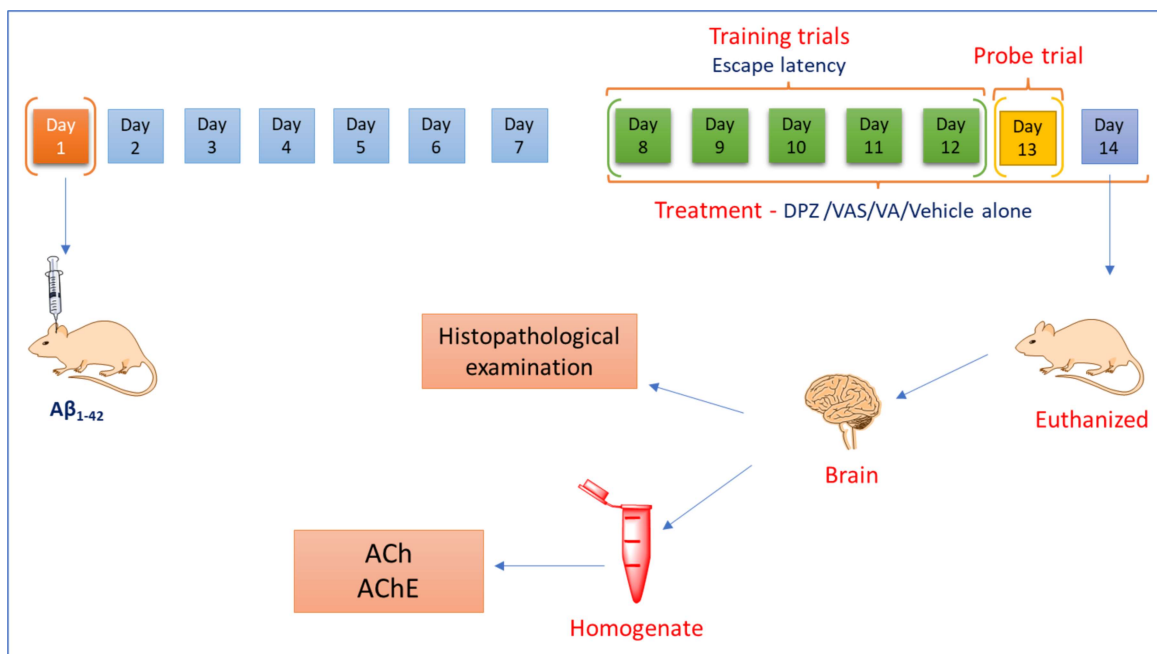 Training trials
Escape latency
Probe trial
Day
1
Day
2
Day
3
Day
4
Day
5
Day
6
Day
7
Day
8
Day
9
Day
10
Day
11
Day
12
Day
13
Day
14
Treatment - DPZ /VAS/VA/Vehicle alone
Aβ1-42
Histopathological
examination
Euthanized
Brain
ACh
AChE
Homogenate